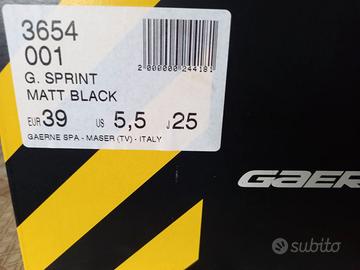 3654
001
G. SPRINT
MATT BLACK
2 000000 244181
EUR 39 US 5,5 J 25
GAERNE SPA - MASER (TV) - ITALY
GAER
subito